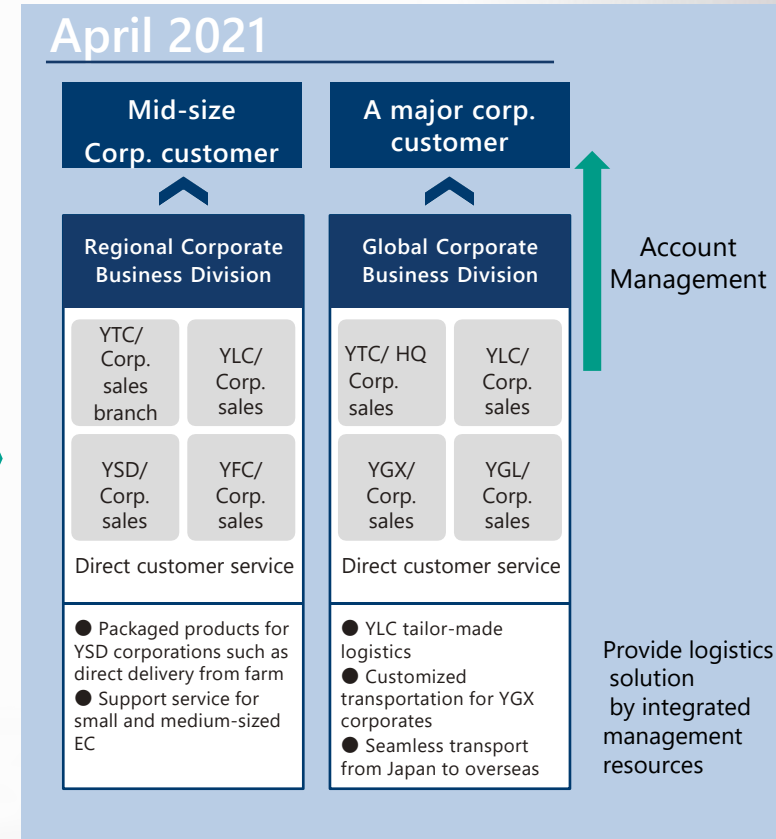 April 2021
Mid-size
Corp. customer
Regional Corporate
Business Division
YTC/
Corp.
sales
branch
YLC/
Corp.
sales
YSD/
Corp.
sales
YFC/
Corp.
sales
Direct customer service
● Packaged products for
YSD corporations such as
direct delivery from farm
● Support service for
small and medium-sized
EC
A major corp.
customer
Global Corporate
Business Division
YTC/ HQ
Corp.
sales
YLC/
Corp.
sales
YGX/
Corp.
sales
YGL/
Corp.
sales
Direct customer service
● YLC tailor-made
logistics
● Customized
transportation for YGX
corporates
● Seamless transport
from Japan to overseas
Account
Management
Provide logistics
solution
by integrated
management
resources